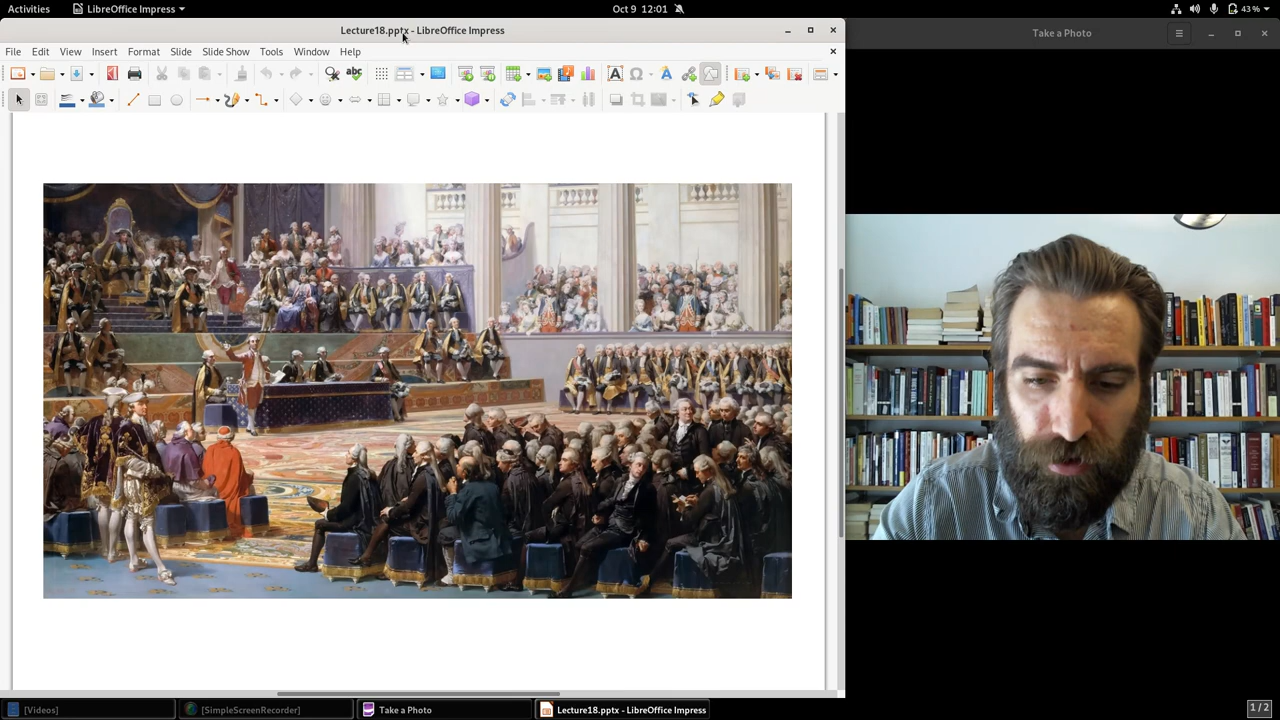 Activities LibreOffice Impress Oct 9 12:01 43 %
Lecture18.pptx - LibreOffice Impress
Take a Photo
File Edit View Insert Format Slide Slide Show Tools Window Help
[Videos] [SimpleScreenRecorder] Take a Photo Lecture18.pptx - LibreOffice Impress 1 / 2